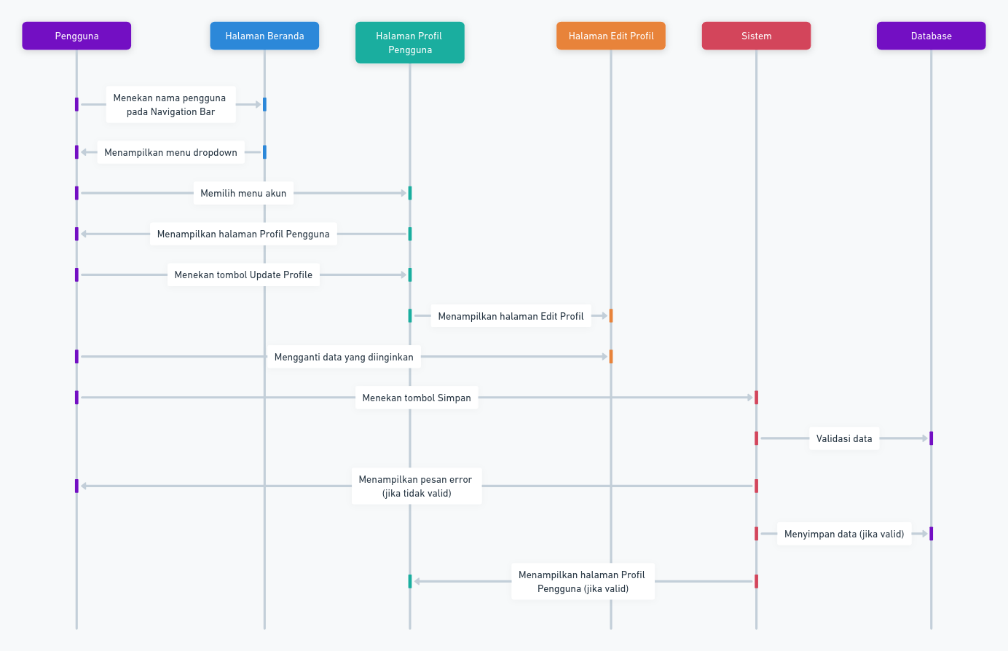 Pengguna
Halaman Beranda
Halaman Profil
Pengguna
Halaman Edit Profil
Sistem
Database
Menekan nama pengguna
pada Navigation Bar
Menampilkan menu dropdown
Memilih menu akun
Menampilkan halaman Profil Pengguna
Menekan tombol Update Profile
Menampilkan halaman Edit Profil
Mengganti data yang diinginkan
Menekan tombol Simpan
Validasi data
Menampilkan pesan error
(jika tidak valid)
Menyimpan data (jika valid)
Menampilkan halaman Profil
Pengguna (jika valid)